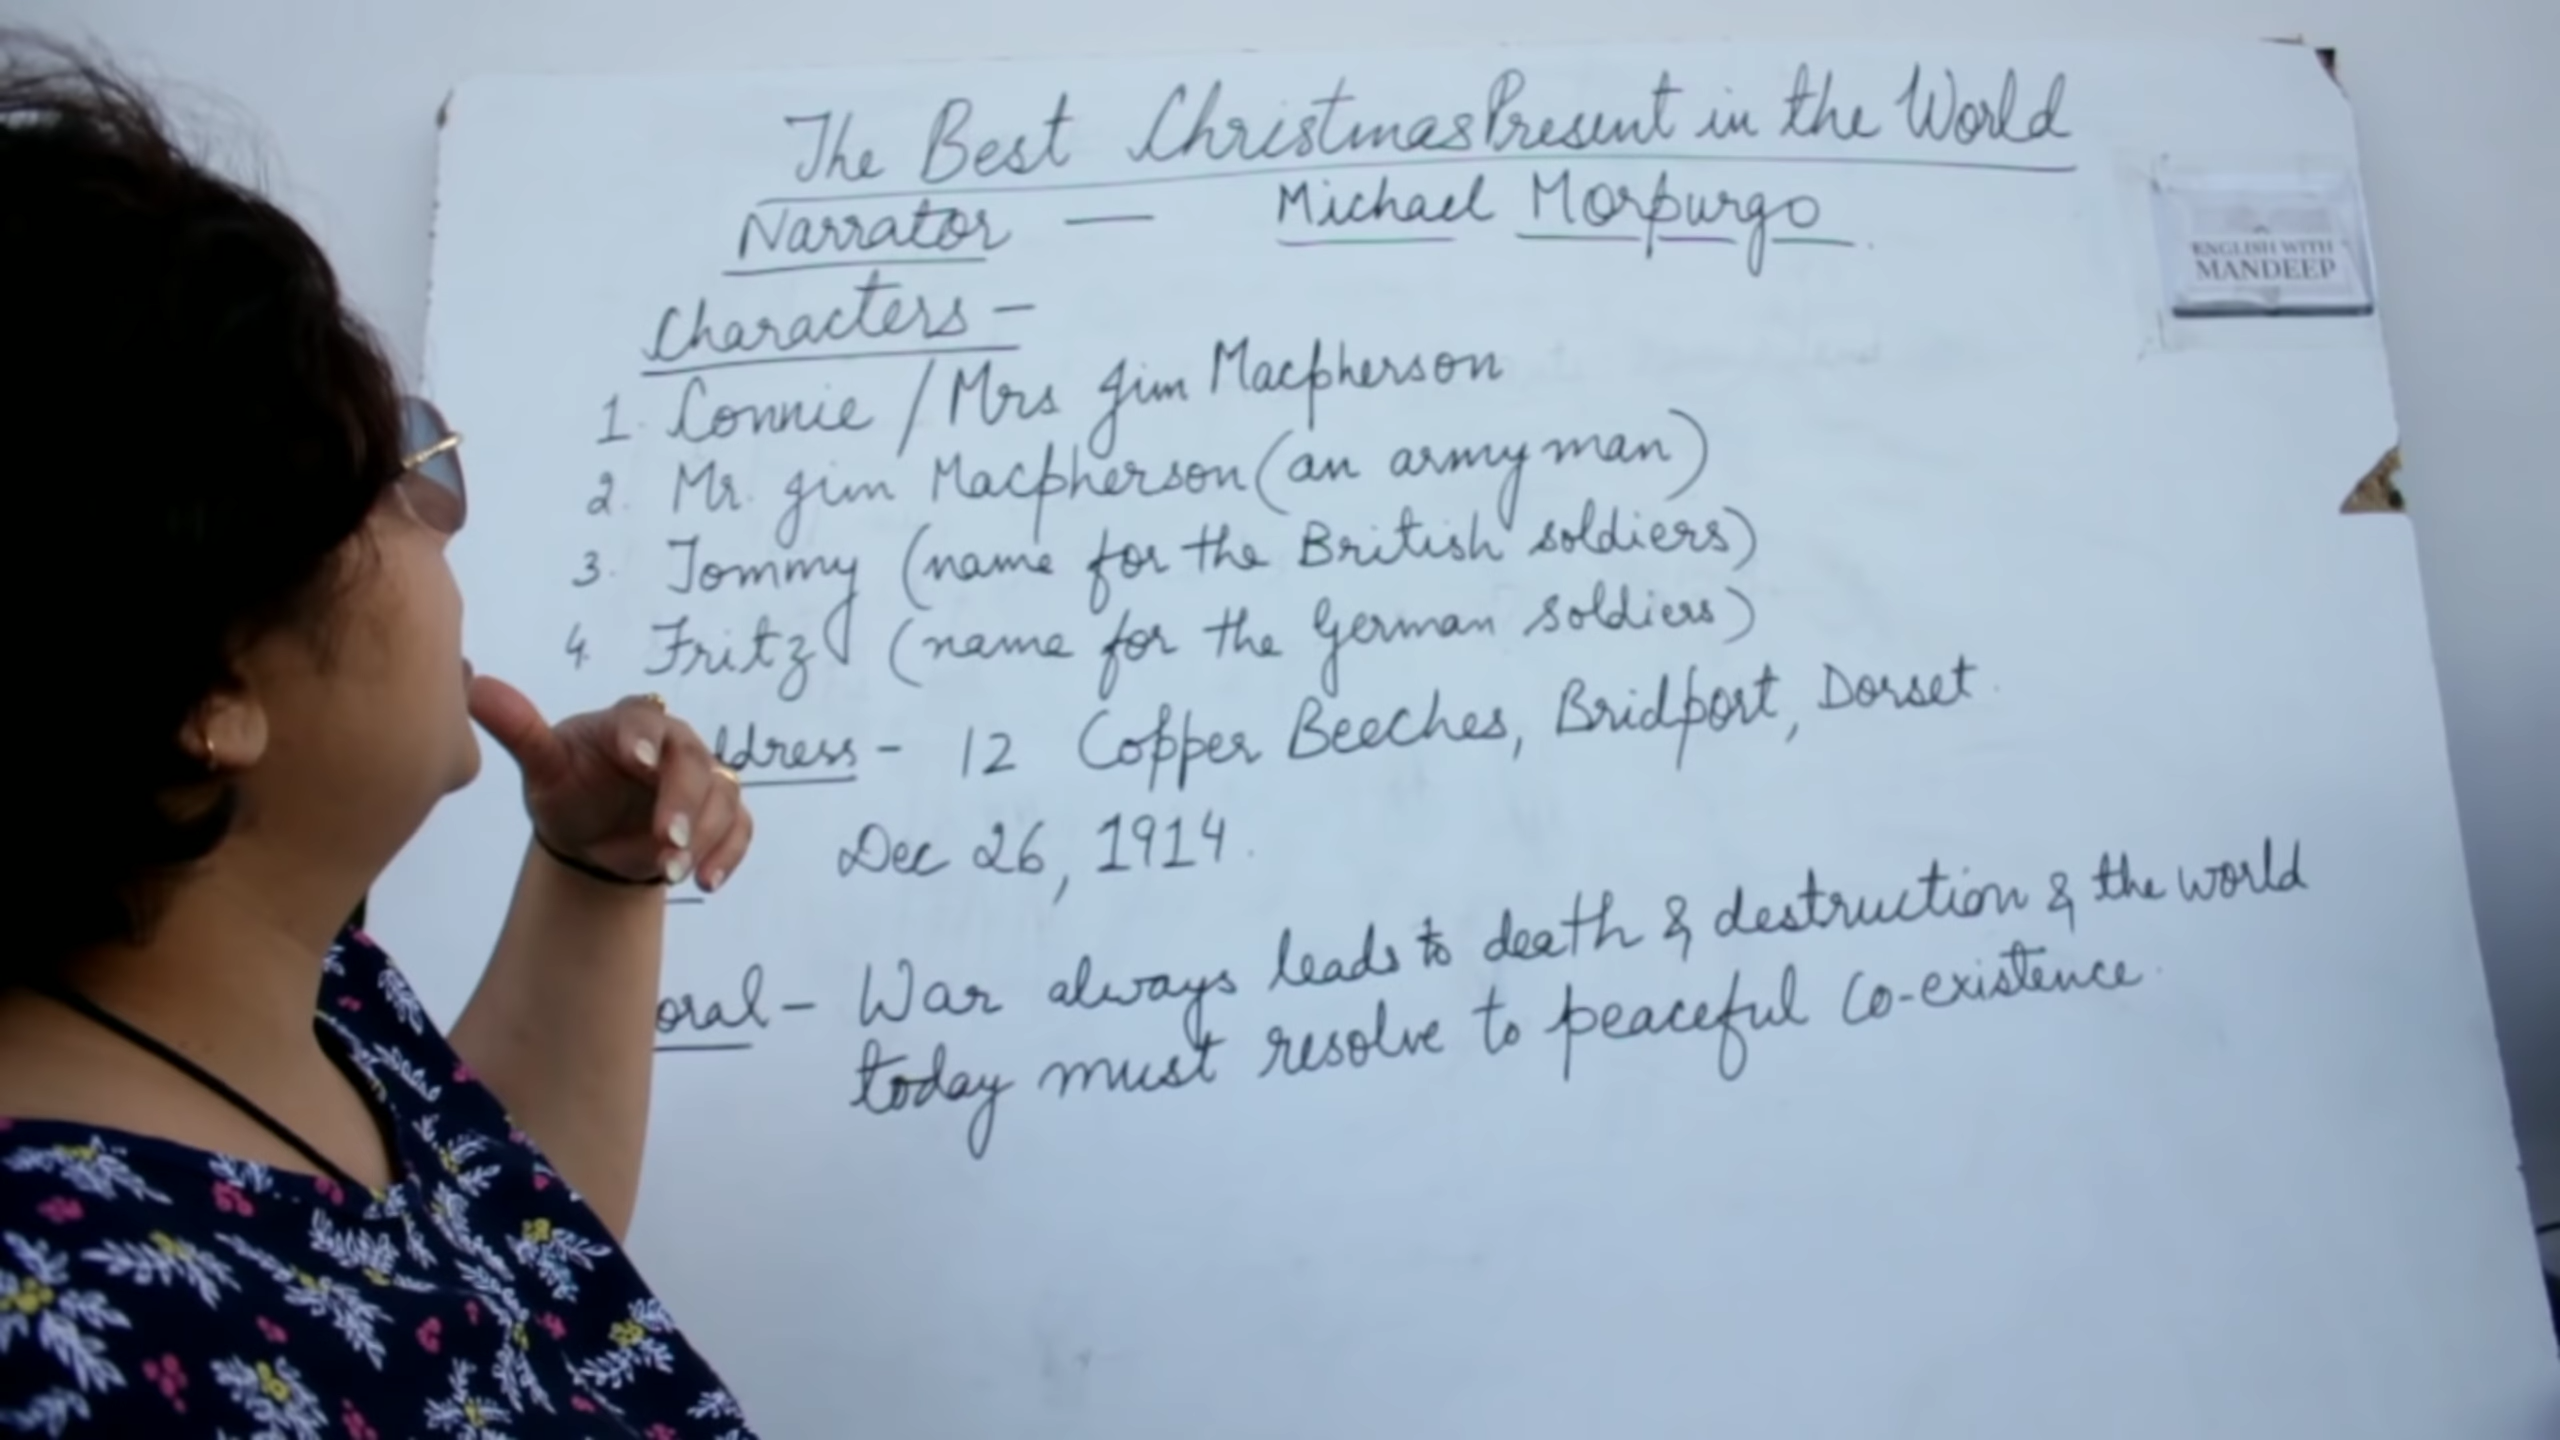 The Best Christmas Present in the World
Narrator — Michael Morpurgo.
Characters -
1. Connie / Mrs Jim Macpherson
2. Mr. Jim Macpherson (an army man)
3. Tommy (name for the British soldiers)
4. Fritz (name for the German soldiers)
ddress - 12 Copper Beeches, Bridport, Dorset.
Dec 26, 1914.
oral - War always leads to death & destruction & the world
today must resolve to peaceful co-existence.
ENGLISH WITH
MANDEEP